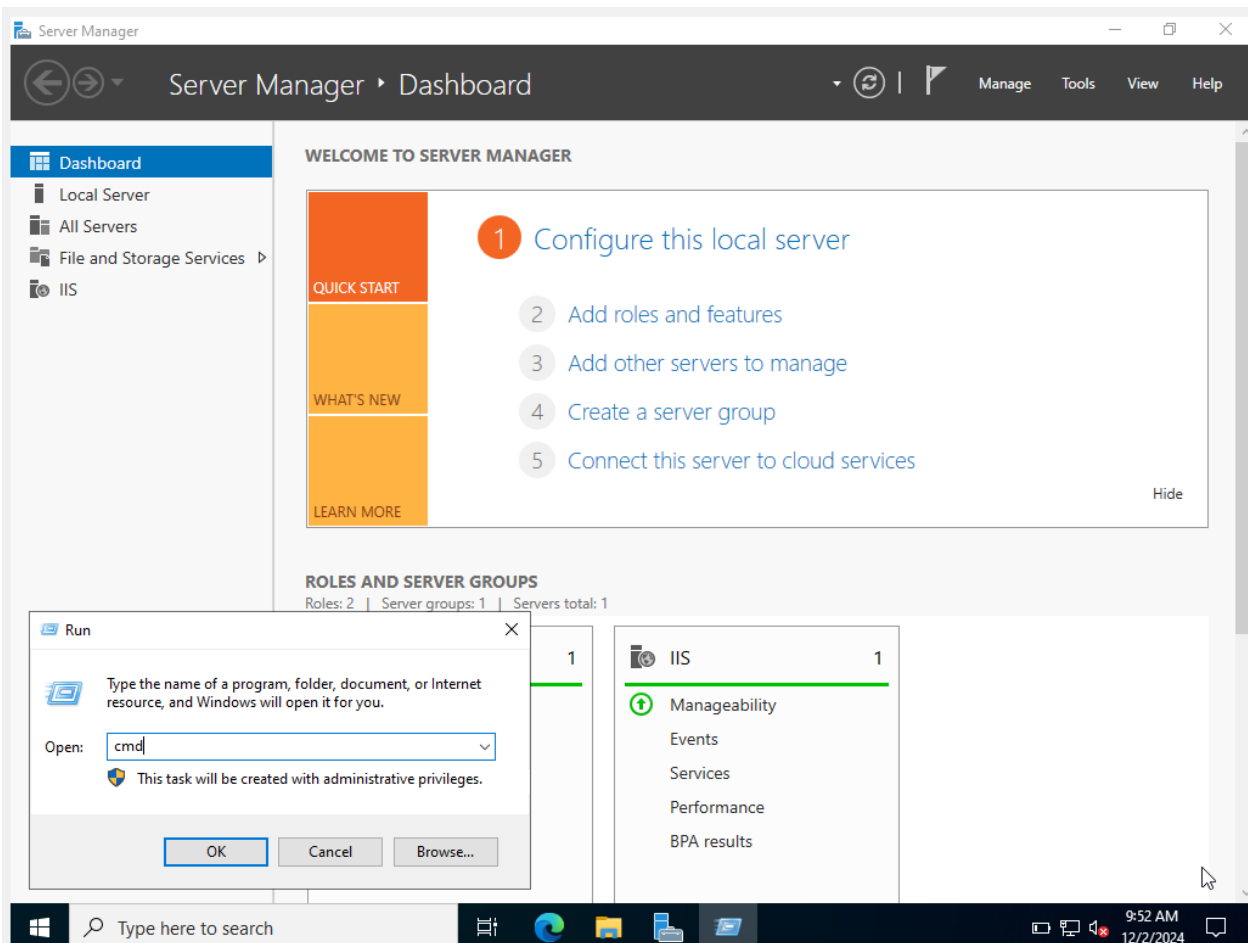 Server Manager
Server Manager ‣ Dashboard
Manage Tools View Help
Dashboard
Local Server
All Servers
File and Storage Services
IIS
WELCOME TO SERVER MANAGER
QUICK START
WHAT'S NEW
LEARN MORE
1 Configure this local server
2 Add roles and features
3 Add other servers to manage
4 Create a server group
5 Connect this server to cloud services
Hide
ROLES AND SERVER GROUPS
Roles: 2 | Server groups: 1 | Servers total: 1
1
IIS 1
Manageability
Events
Services
Performance
BPA results
Run
Type the name of a program, folder, document, or Internet
resource, and Windows will open it for you.
Open: cmd
This task will be created with administrative privileges.
OK Cancel Browse...
Type here to search
9:52 AM
12/2/2024